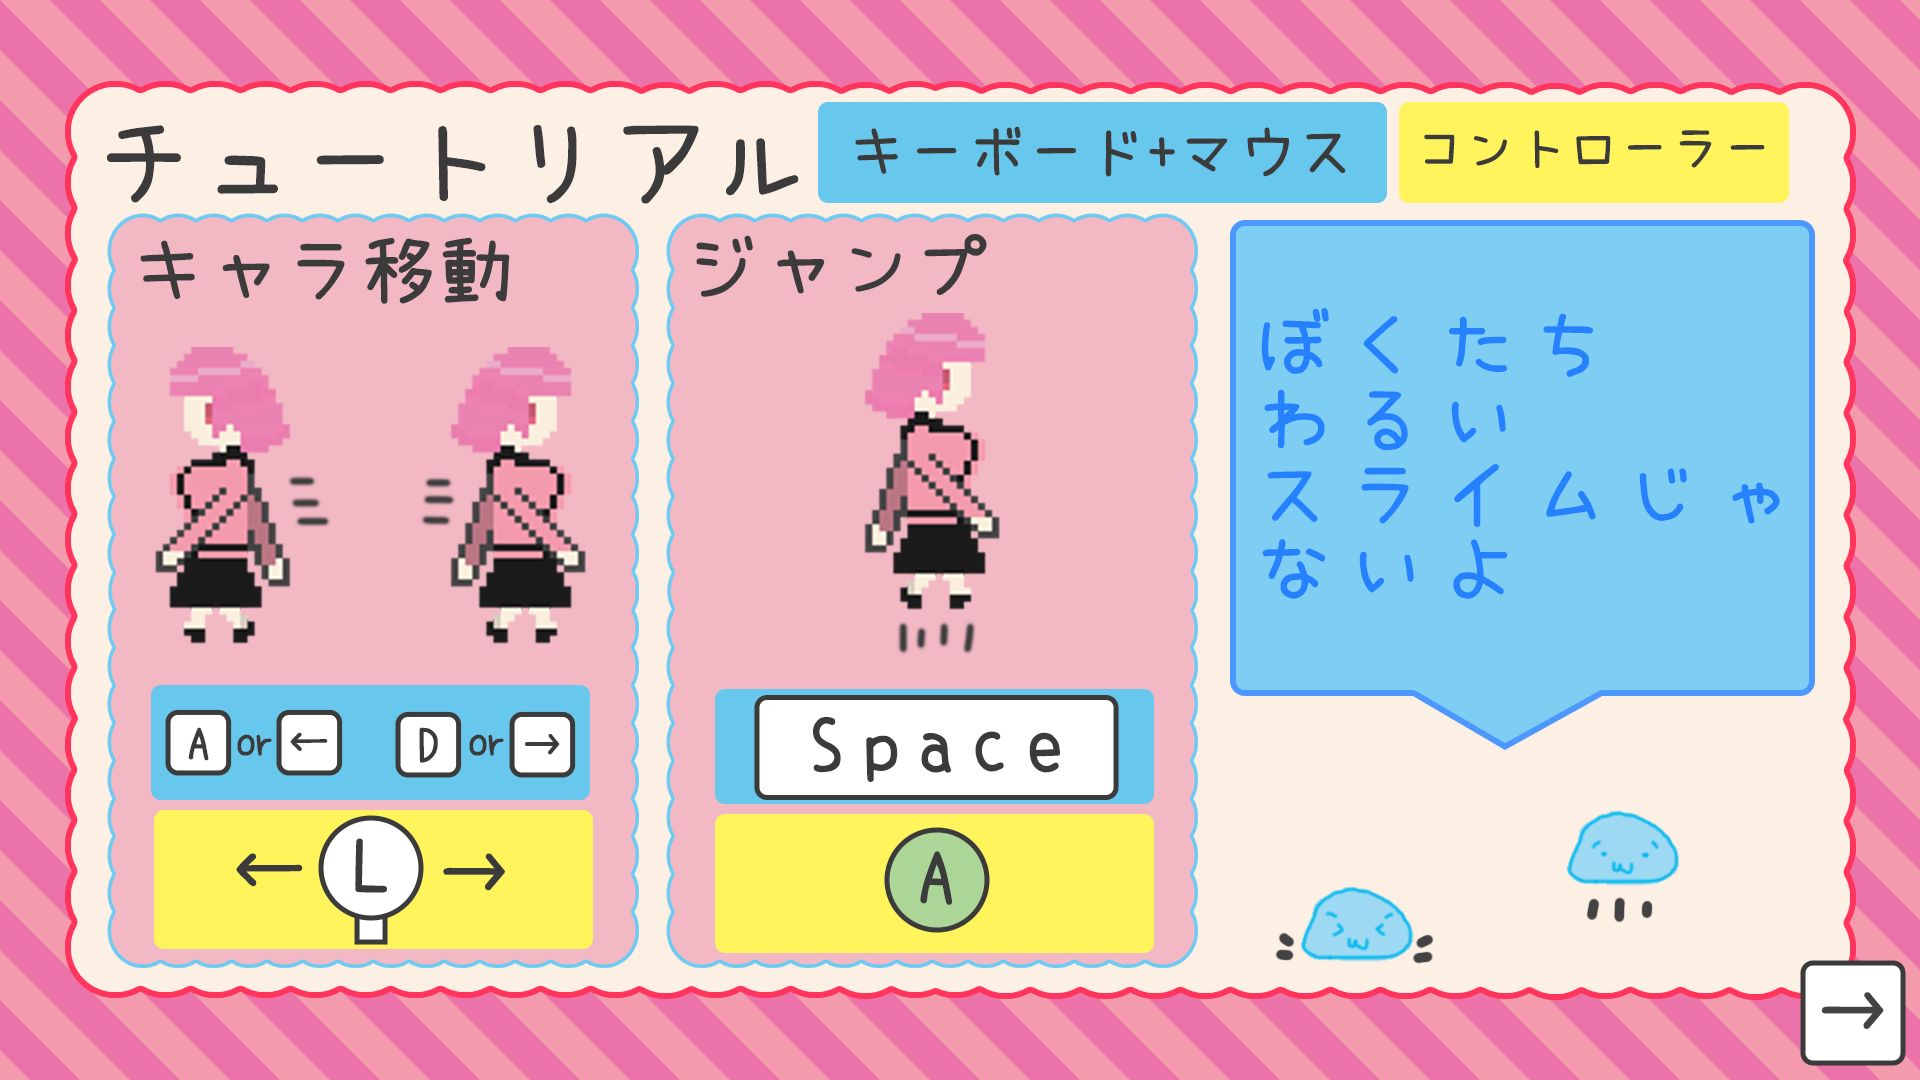 チュートリアル
キーボード+マウス
コントローラー
キャラ移動
A or ← D or →
← L →
ジャンプ
Space
A
ぼくたち
わるい
スライムじゃ
ないよ
→